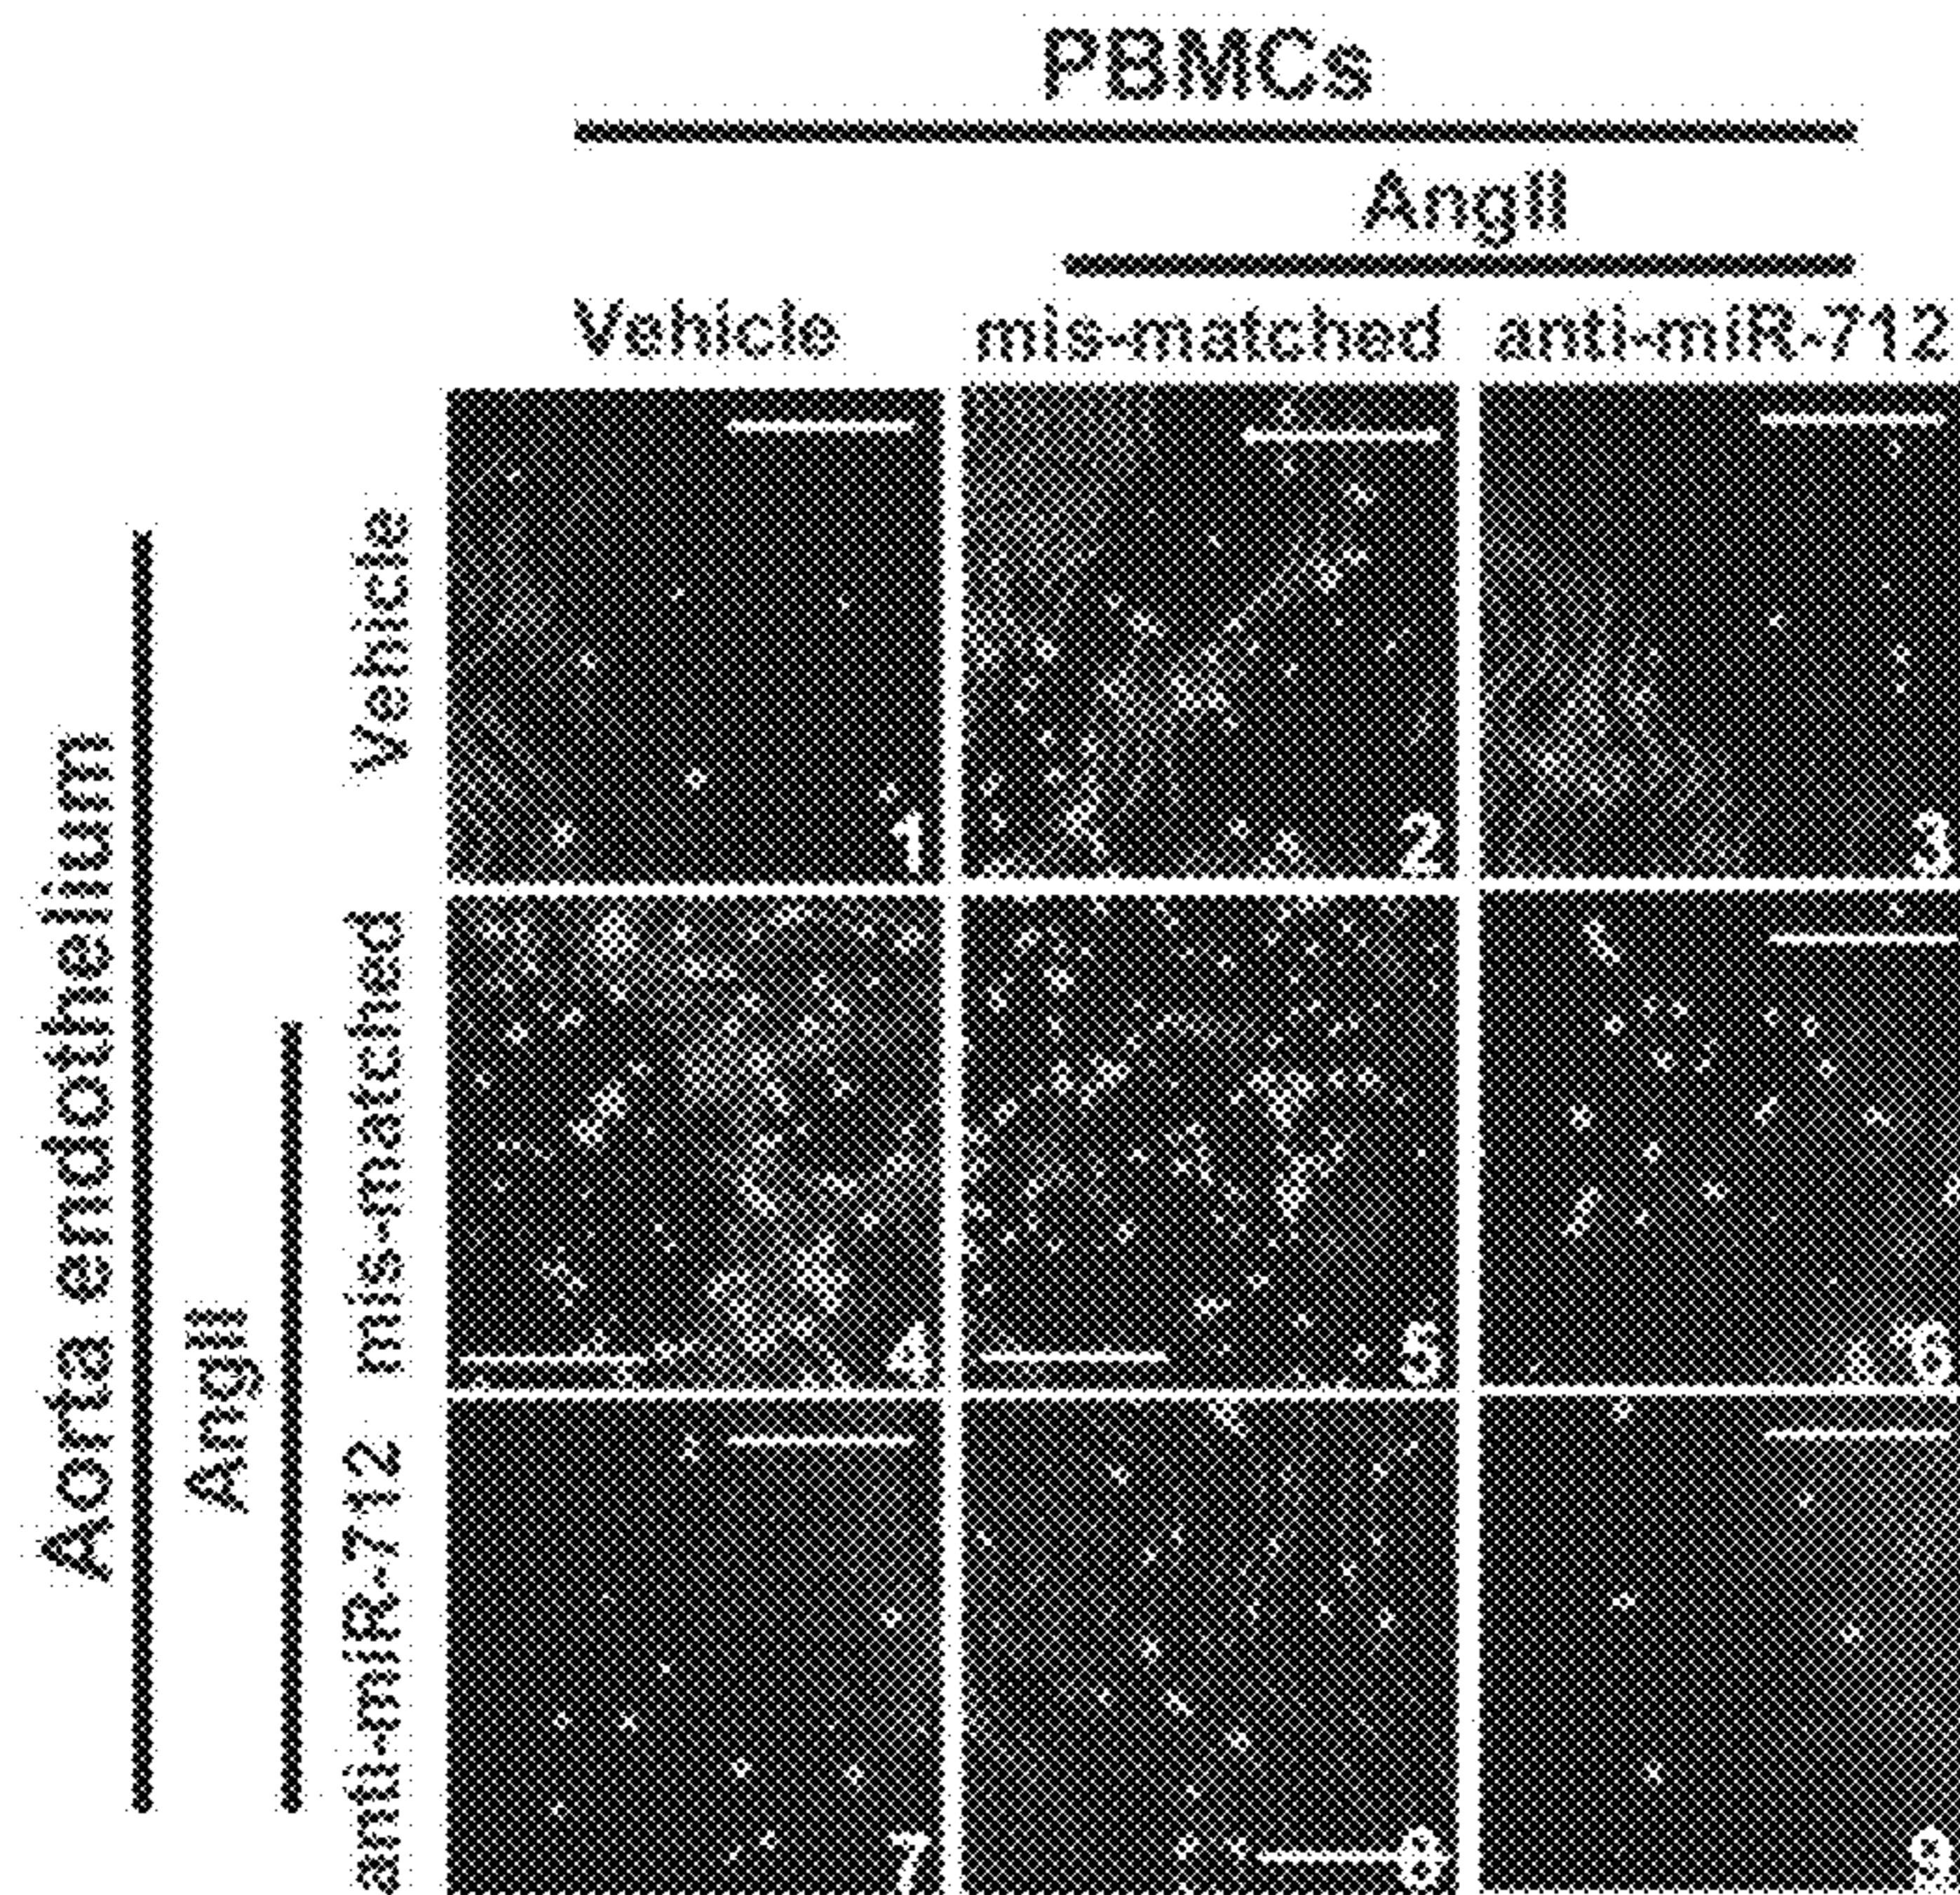 PBMCs
AngII
Vehicle mis-matched anti-miR-712
Aorta endothelium
AngII
Vehicle
mis-matched
anti-miR-712
1 2 3
4 5 6
7 8 9